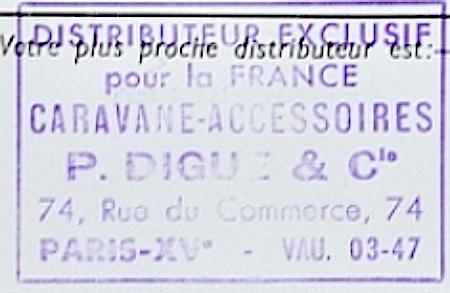 DISTRIBUTEUR EXCLUSIF
Votre plus proche distributeur est:
pour la FRANCE
CARAVANE-ACCESSOIRES
P. & Cie
74, Rue du Commerce, 74
PARIS-XVe - VAU. 03-47